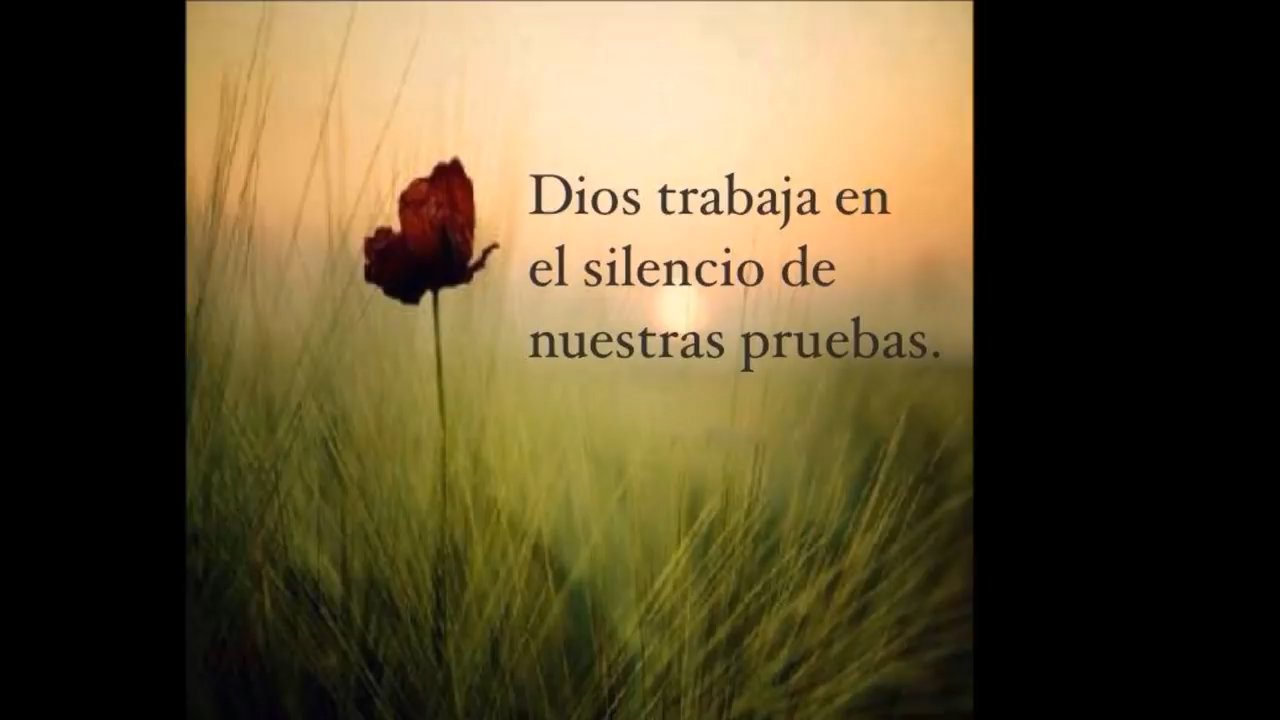 Dios trabaja en
el silencio de
nuestras pruebas.